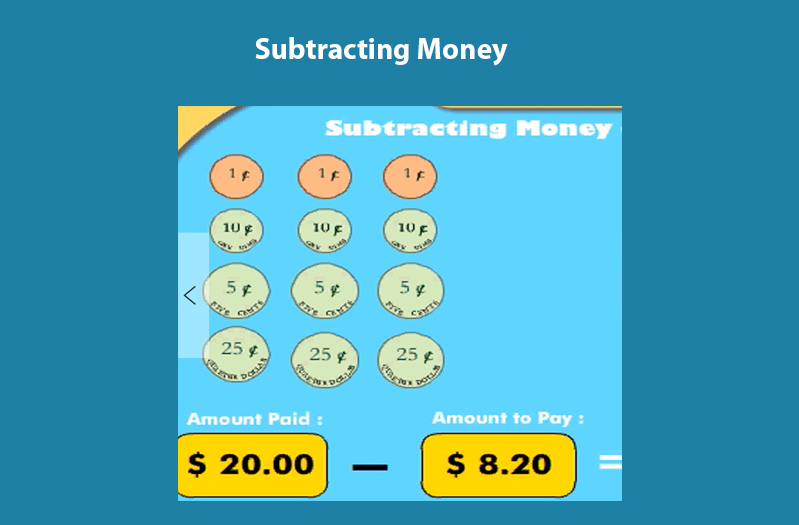 Subtracting Money
Subtracting Money
1 ¢ 1 ¢ 1 ¢
10 ¢ 10 ¢ 10 ¢
ONE DIME ONE DIME ONE DIME
5 ¢ 5 ¢ 5 ¢
FIVE CENTS FIVE CENTS FIVE CENTS
25 ¢ 25 ¢ 25 ¢
QUARTER DOLLAR QUARTER DOLLAR QUARTER DOLLAR
Amount Paid : Amount to Pay :
$ 20.00 — $ 8.20 =